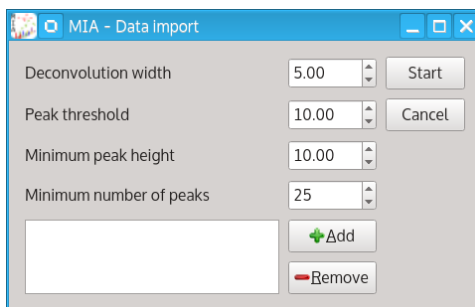 MIA - Data import
Deconvolution width 5.00 Start
Peak threshold 10.00 Cancel
Minimum peak height 10.00
Minimum number of peaks 25
Add
Remove